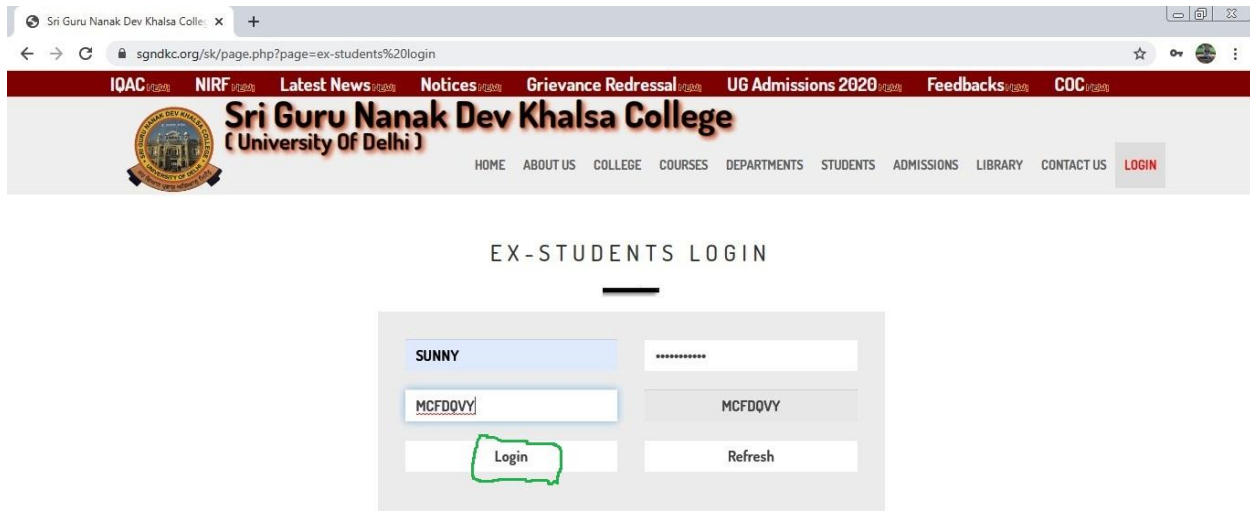 Sri Guru Nanak Dev Khalsa Colleg
sgndkc.org/sk/page.php?page=ex-students%20login
IQAC NIRF Latest News Notices Grievance Redressal UG Admissions 2020 Feedbacks COC
Sri Guru Nanak Dev Khalsa College
( University Of Delhi )
HOME ABOUT US COLLEGE COURSES DEPARTMENTS STUDENTS ADMISSIONS LIBRARY CONTACT US LOGIN
EX-STUDENTS LOGIN
SUNNY •••••••••••
MCFDQVY MCFDQVY
Login Refresh